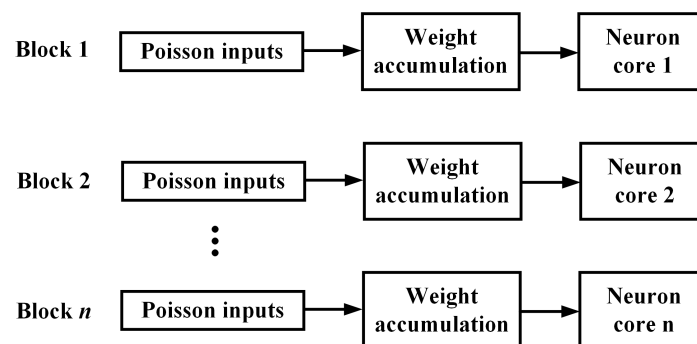 Block 1
Poisson inputs
Weight
accumulation
Neuron
core 1
Block 2
Poisson inputs
Weight
accumulation
Neuron
core 2
Block n
Poisson inputs
Weight
accumulation
Neuron
core n